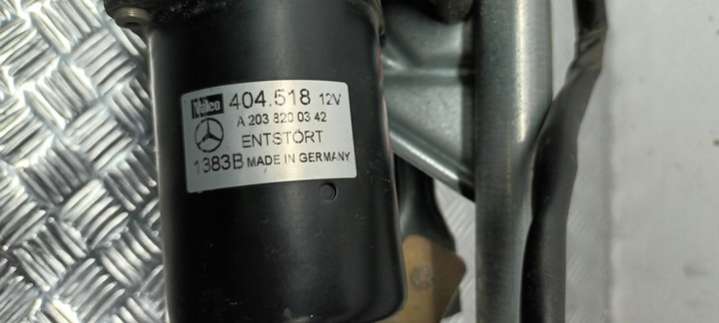 Valeo 404.518 12V
A 203 820 03 42
ENTSTÖRT
1383B MADE IN GERMANY